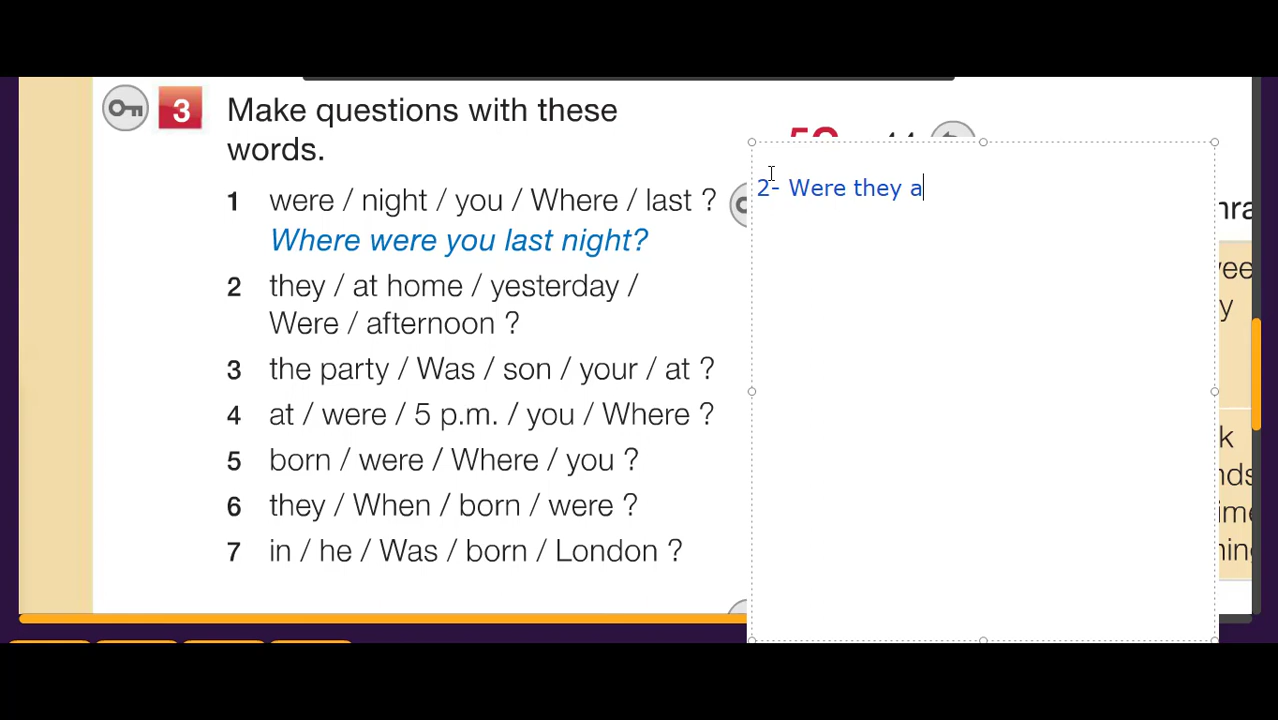 3 Make questions with these
words.
1 were / night / you / Where / last ?
Where were you last night?
2 they / at home / yesterday /
Were / afternoon ?
3 the party / Was / son / your / at ?
4 at / were / 5 p.m. / you / Where ?
5 born / were / Where / you ?
6 they / When / born / were ?
7 in / he / Was / born / London ?
2- Were they a